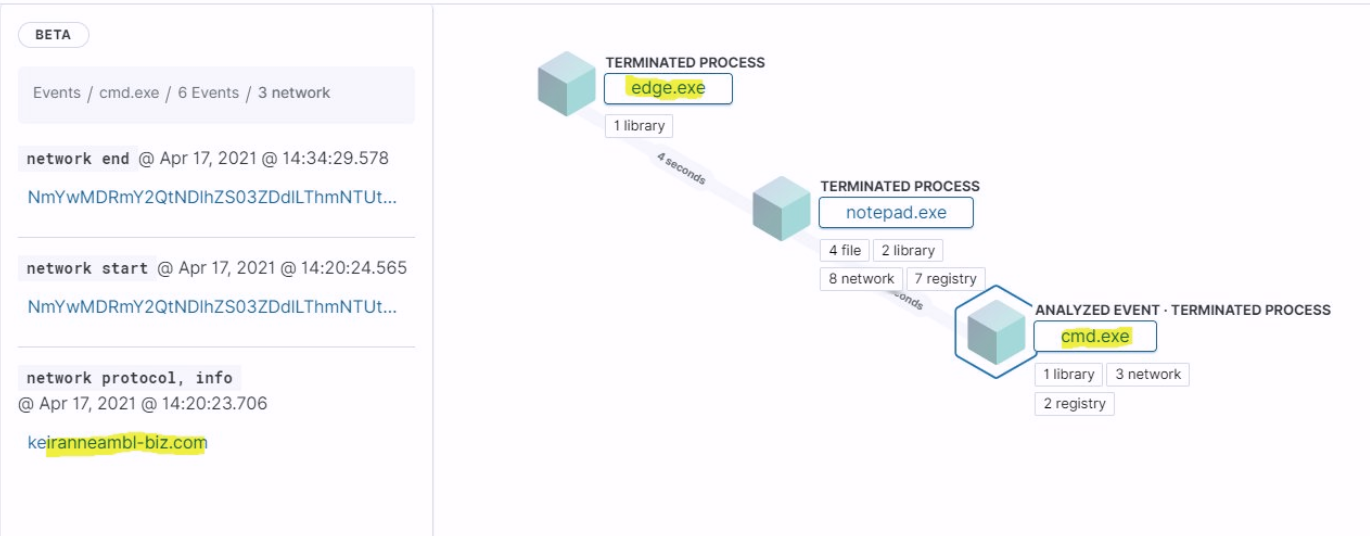 BETA
Events / cmd.exe / 6 Events / 3 network
network end @ Apr 17, 2021 @ 14:34:29.578
NmYwMDRmY2QtNDlhZS03ZDdlLThmNTUt...
network start @ Apr 17, 2021 @ 14:20:24.565
NmYwMDRmY2QtNDlhZS03ZDdlLThmNTUt...
network protocol, info
@ Apr 17, 2021 @ 14:20:23.706
keiranneambl-biz.com
TERMINATED PROCESS
edge.exe
1 library
4 seconds
TERMINATED PROCESS
notepad.exe
4 file 2 library
8 network 7 registry
ANALYZED EVENT · TERMINATED PROCESS
cmd.exe
1 library 3 network
2 registry